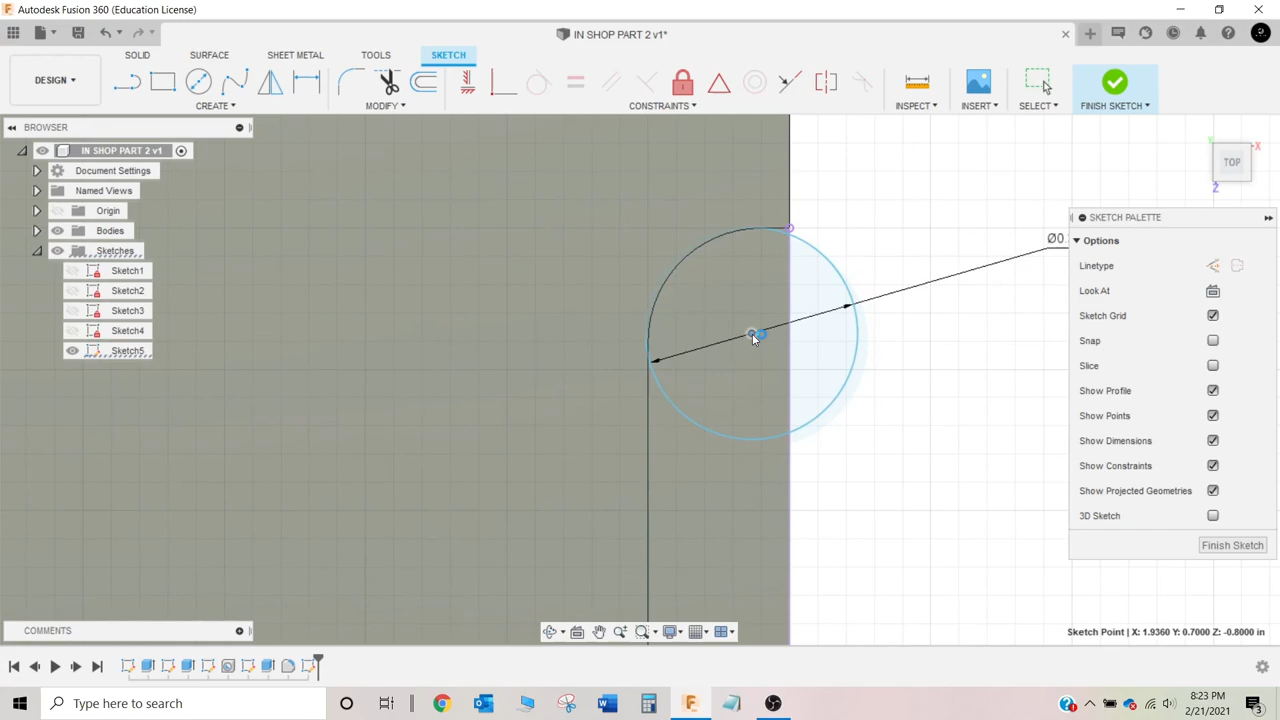 Autodesk Fusion 360 (Education License)
IN SHOP PART 2 v1*
SOLID SURFACE SHEET METAL TOOLS SKETCH
DESIGN
CREATE MODIFY CONSTRAINTS INSPECT INSERT SELECT FINISH SKETCH
BROWSER
IN SHOP PART 2 v1
Document Settings
Named Views
Origin
Bodies
Sketches
Sketch1
Sketch2
Sketch3
Sketch4
Sketch5
Y X
TOP
Z
SKETCH PALETTE
Options
Linetype
Look At
Sketch Grid
Snap
Slice
Show Profile
Show Points
Show Dimensions
Show Constraints
Show Projected Geometries
3D Sketch
Finish Sketch
COMMENTS
Sketch Point | X: 1.9360 Y: 0.7000 Z: -0.8000 in
Type here to search
8:23 PM
2/21/2021
3